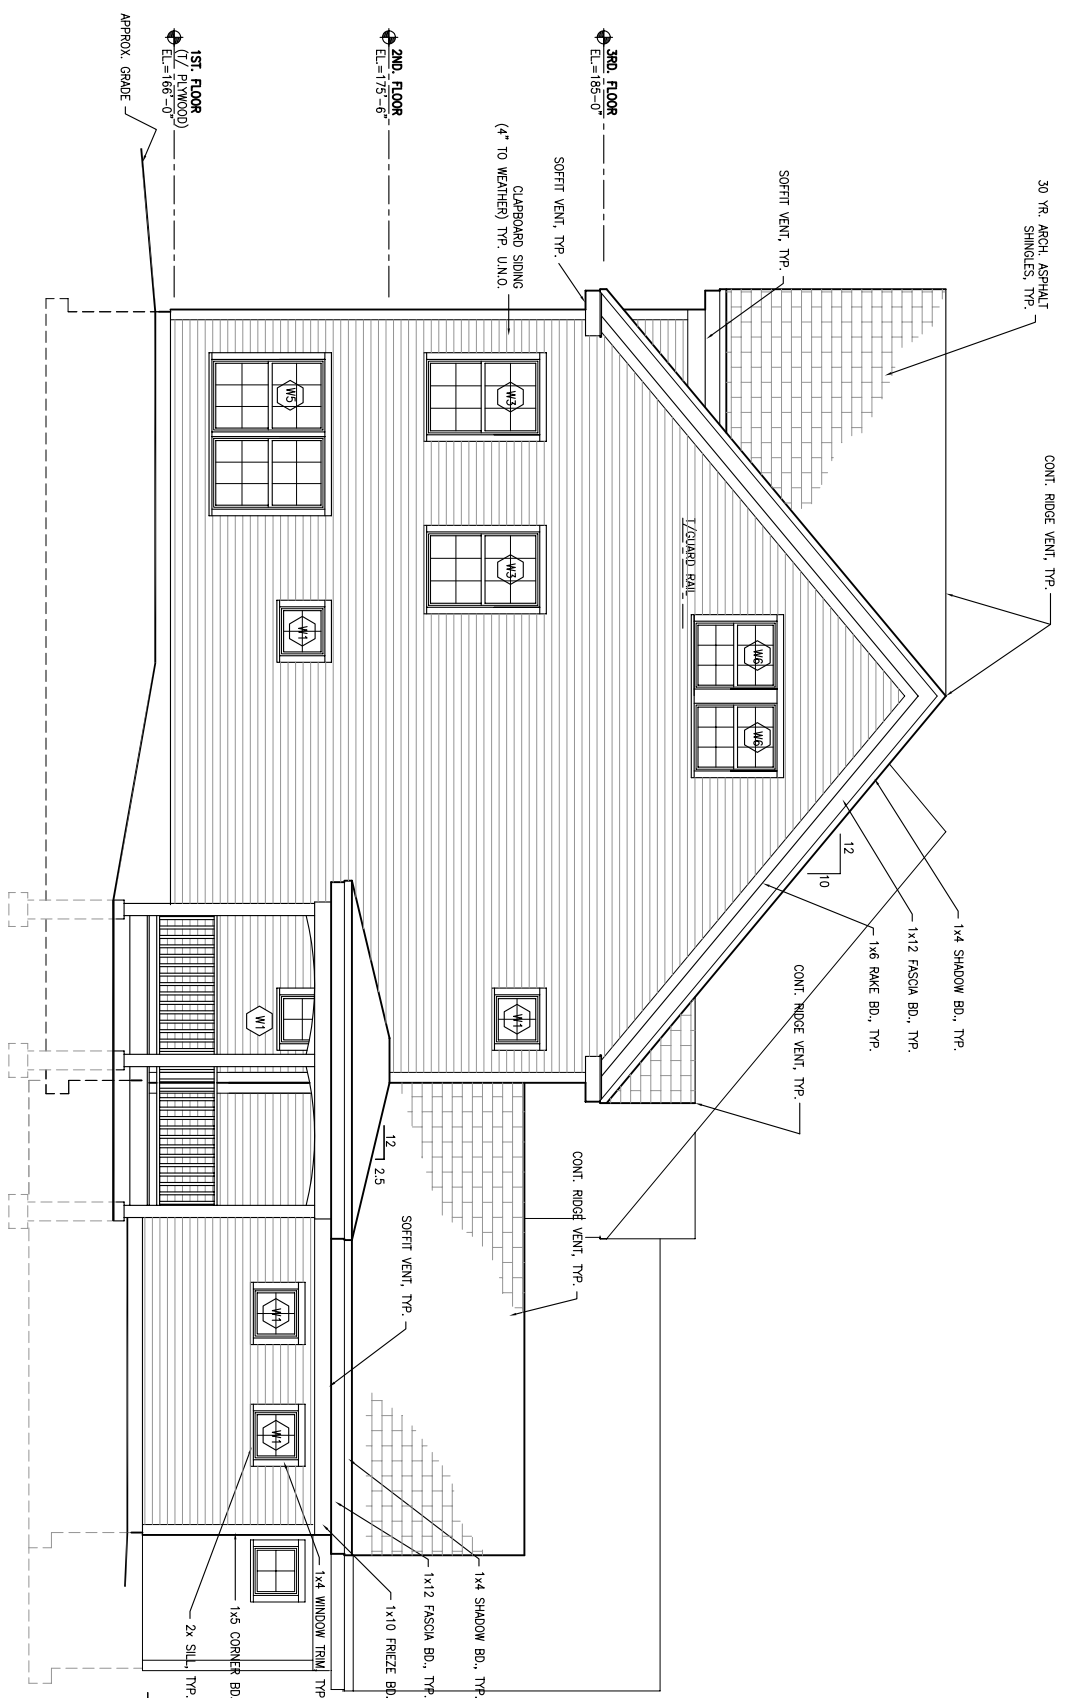 30 YR. ARCH. ASPHALT
SHINGLES, TYP.
CONT. RIDGE VENT, TYP.
SOFFIT VENT, TYP.
SOFFIT VENT, TYP.
CLAPBOARD SIDING
(4" TO WEATHER) TYP. U.N.O.
3RD. FLOOR
EL.=185'-0"
2ND. FLOOR
EL.=175'-6"
1ST. FLOOR
(T/ PLYWOOD)
EL.=166'-0"
APPROX. GRADE
T/GUARD RAIL
W6
W6
W3
W3
W5
W1
W1
W1
W1
W1
12
10
1x4 SHADOW BD., TYP.
1x12 FASCIA BD., TYP.
1x6 RAKE BD., TYP.
CONT. RIDGE VENT, TYP.
CONT. RIDGE VENT, TYP.
12
2.5
SOFFIT VENT, TYP.
1x4 SHADOW BD., TYP.
1x12 FASCIA BD., TYP.
1x10 FRIEZE BD.
1x4 WINDOW TRIM, TYP
1x5 CORNER BD.
2x SILL, TYP.